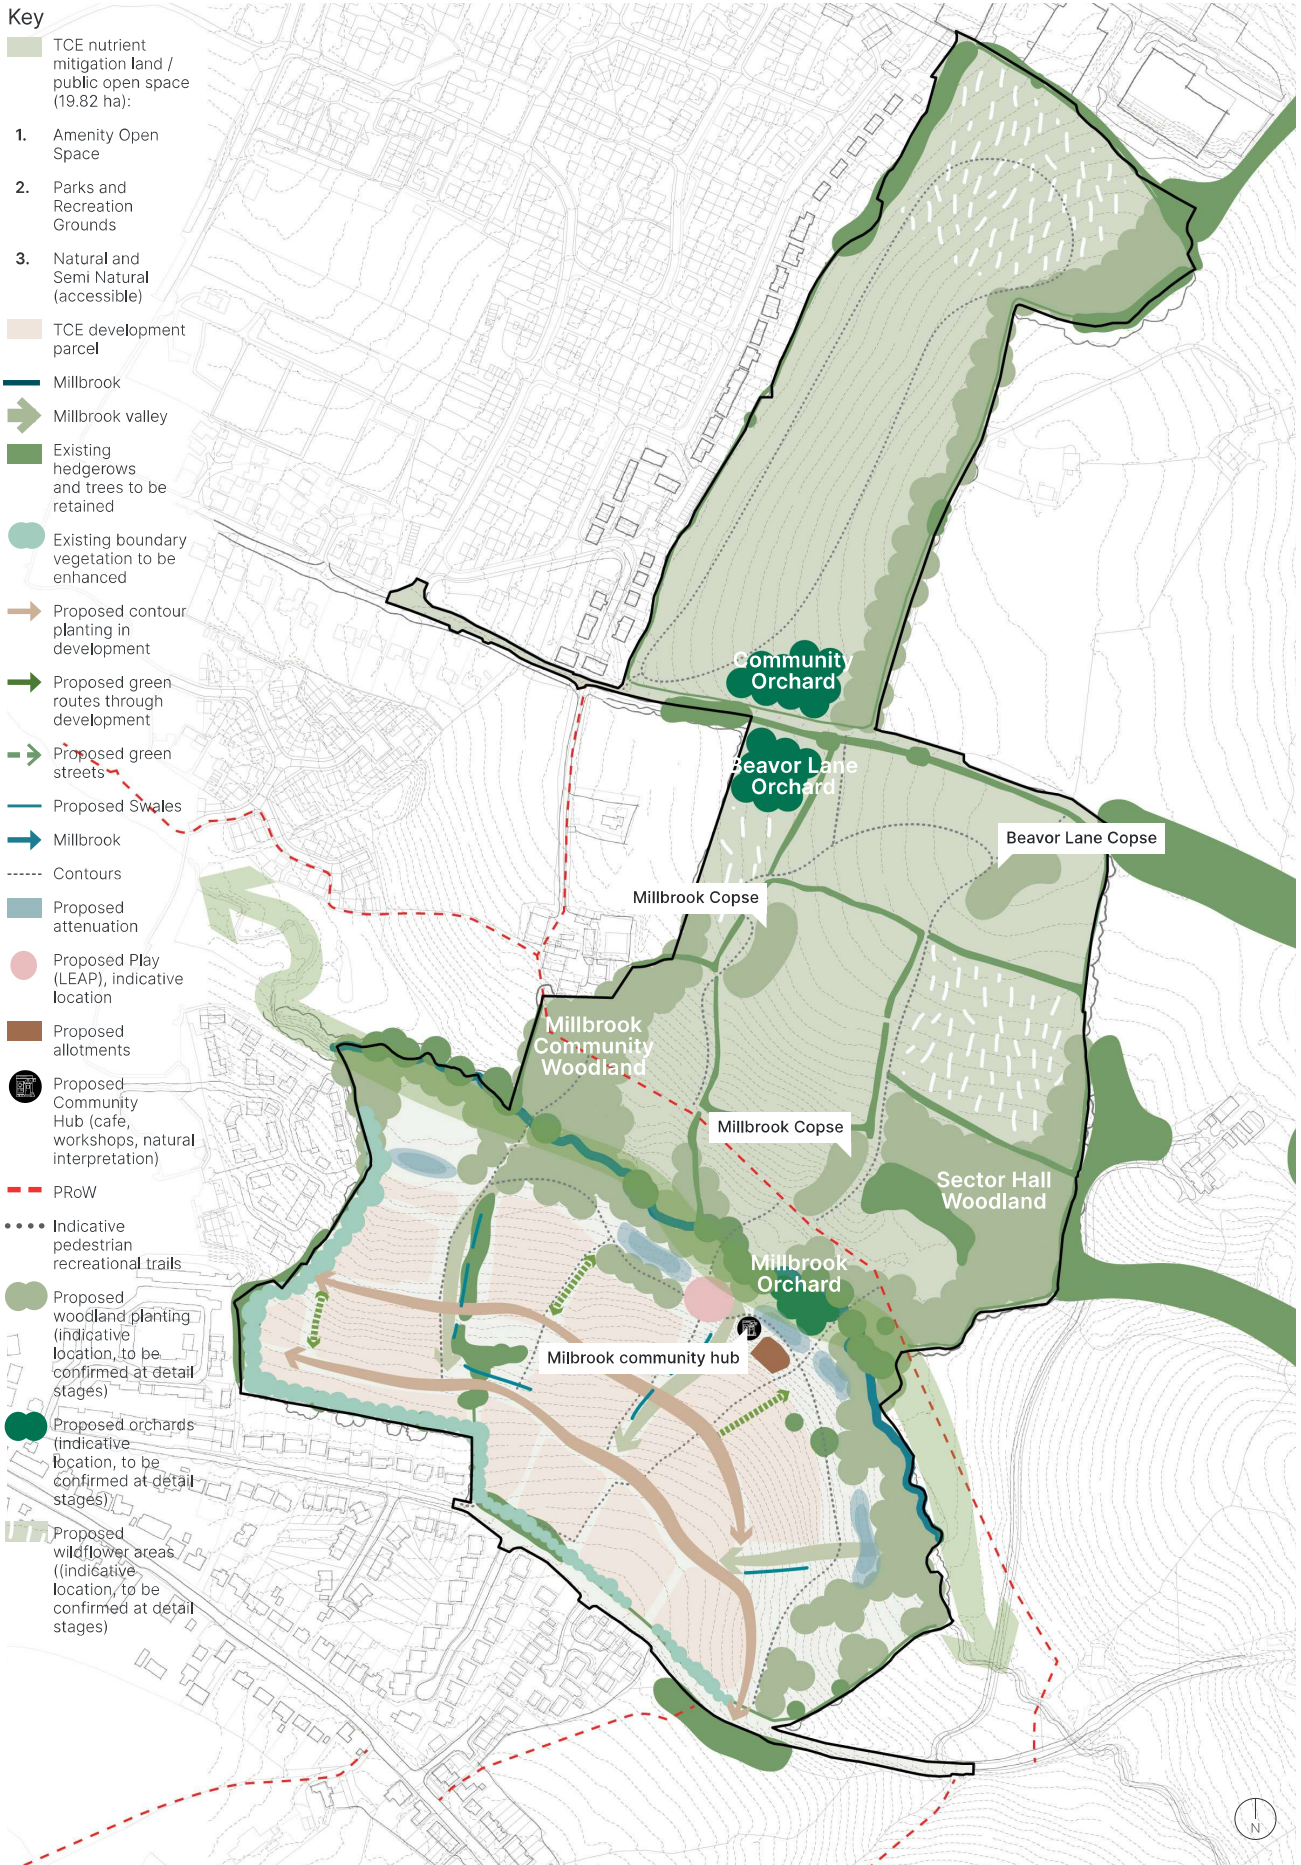 Key
TCE nutrient
mitigation land /
public open space
(19.82 ha):
1. Amenity Open
Space
2. Parks and
Recreation
Grounds
3. Natural and
Semi Natural
(accessible)
TCE development
parcel
Millbrook
Millbrook valley
Existing
hedgerows
and trees to be
retained
Existing boundary
vegetation to be
enhanced
Proposed contour
planting in
development
Proposed green
routes through
development
Proposed green
streets
Proposed Swales
Millbrook
Contours
Proposed
attenuation
Proposed Play
(LEAP), indicative
location
Proposed
allotments
Proposed
Community
Hub (cafe,
workshops, natural
interpretation)
PRoW
Indicative
pedestrian
recreational trails
Proposed
woodland planting
(indicative
location, to be
confirmed at detail
stages)
Proposed orchards
(indicative
location, to be
confirmed at detail
stages)
Proposed
wildflower areas
((indicative
location, to be
confirmed at detail
stages)
Community
Orchard
Beavor Lane
Orchard
Beavor Lane Copse
Millbrook Copse
Millbrook
Community
Woodland
Millbrook Copse
Sector Hall
Woodland
Millbrook
Orchard
Milbrook community hub
N